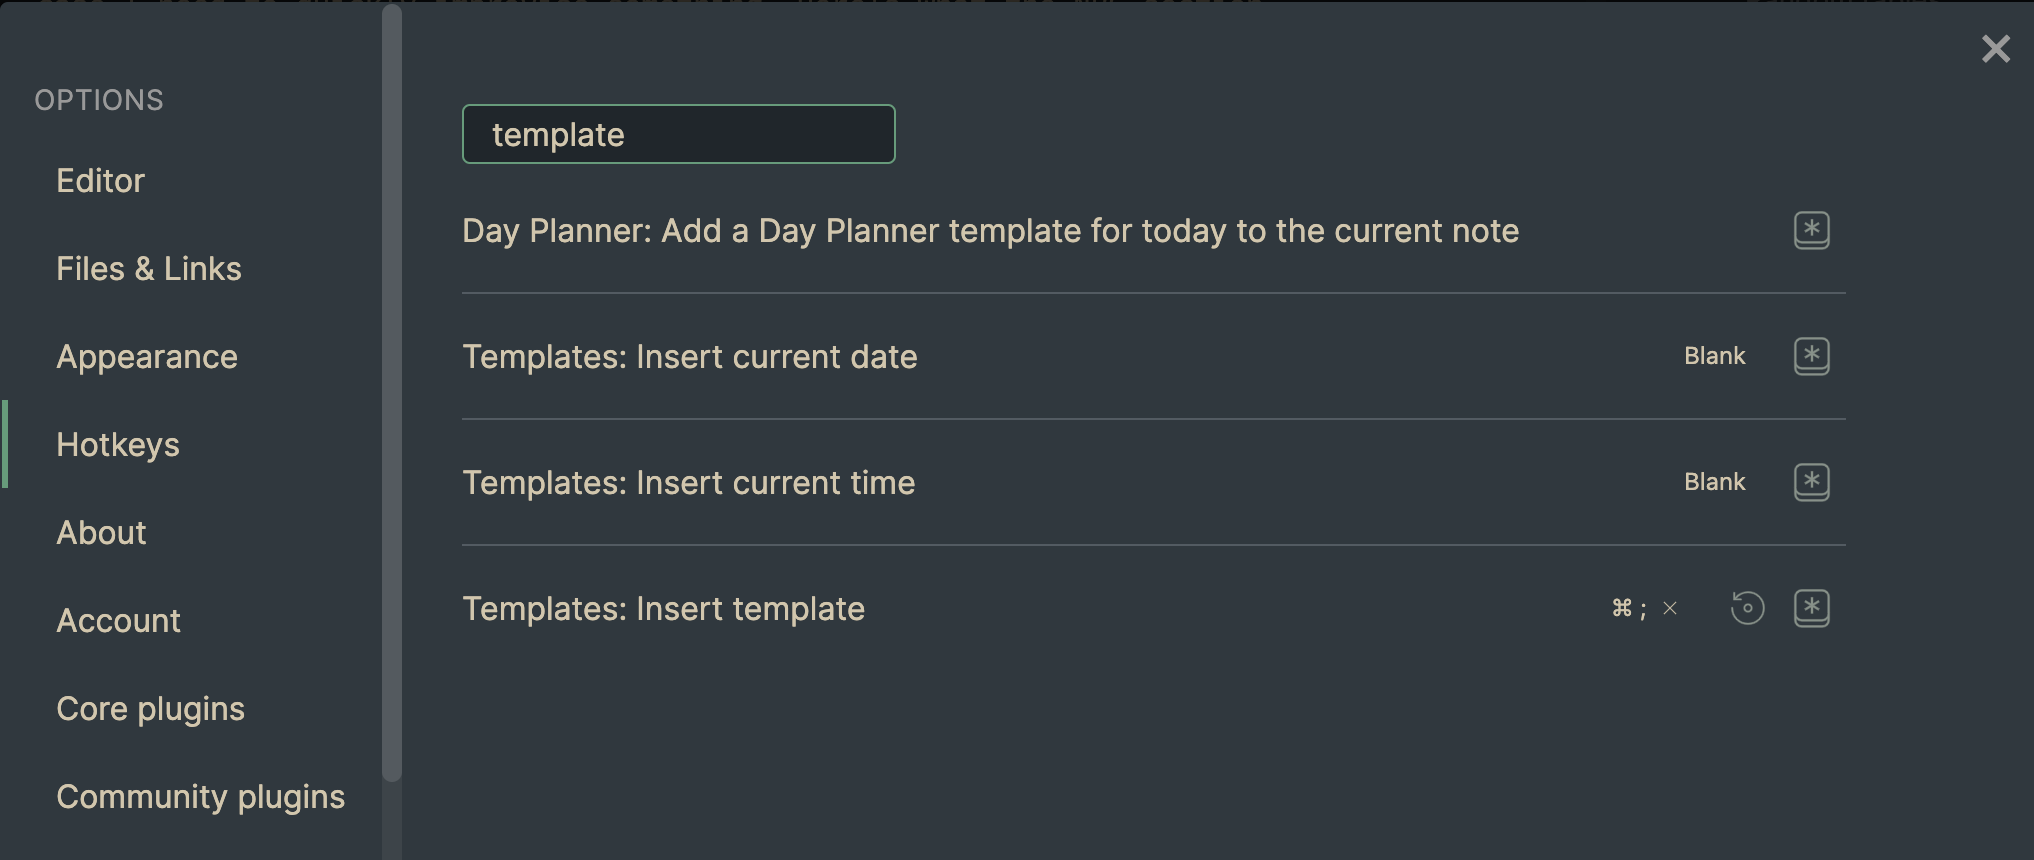 OPTIONS
Editor
Files & Links
Appearance
Hotkeys
About
Account
Core plugins
Community plugins
template
Day Planner: Add a Day Planner template for today to the current note
Templates: Insert current date Blank
Templates: Insert current time Blank
Templates: Insert template ⌘ ;